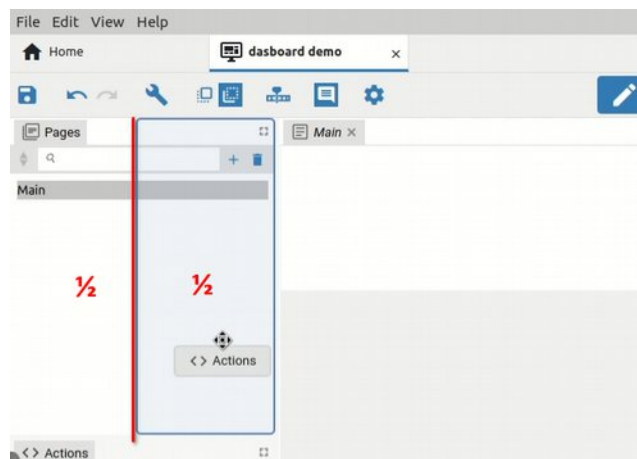 File Edit View Help
Home
dasboard demo
Pages
Main
Main
½
½
<> Actions
<> Actions